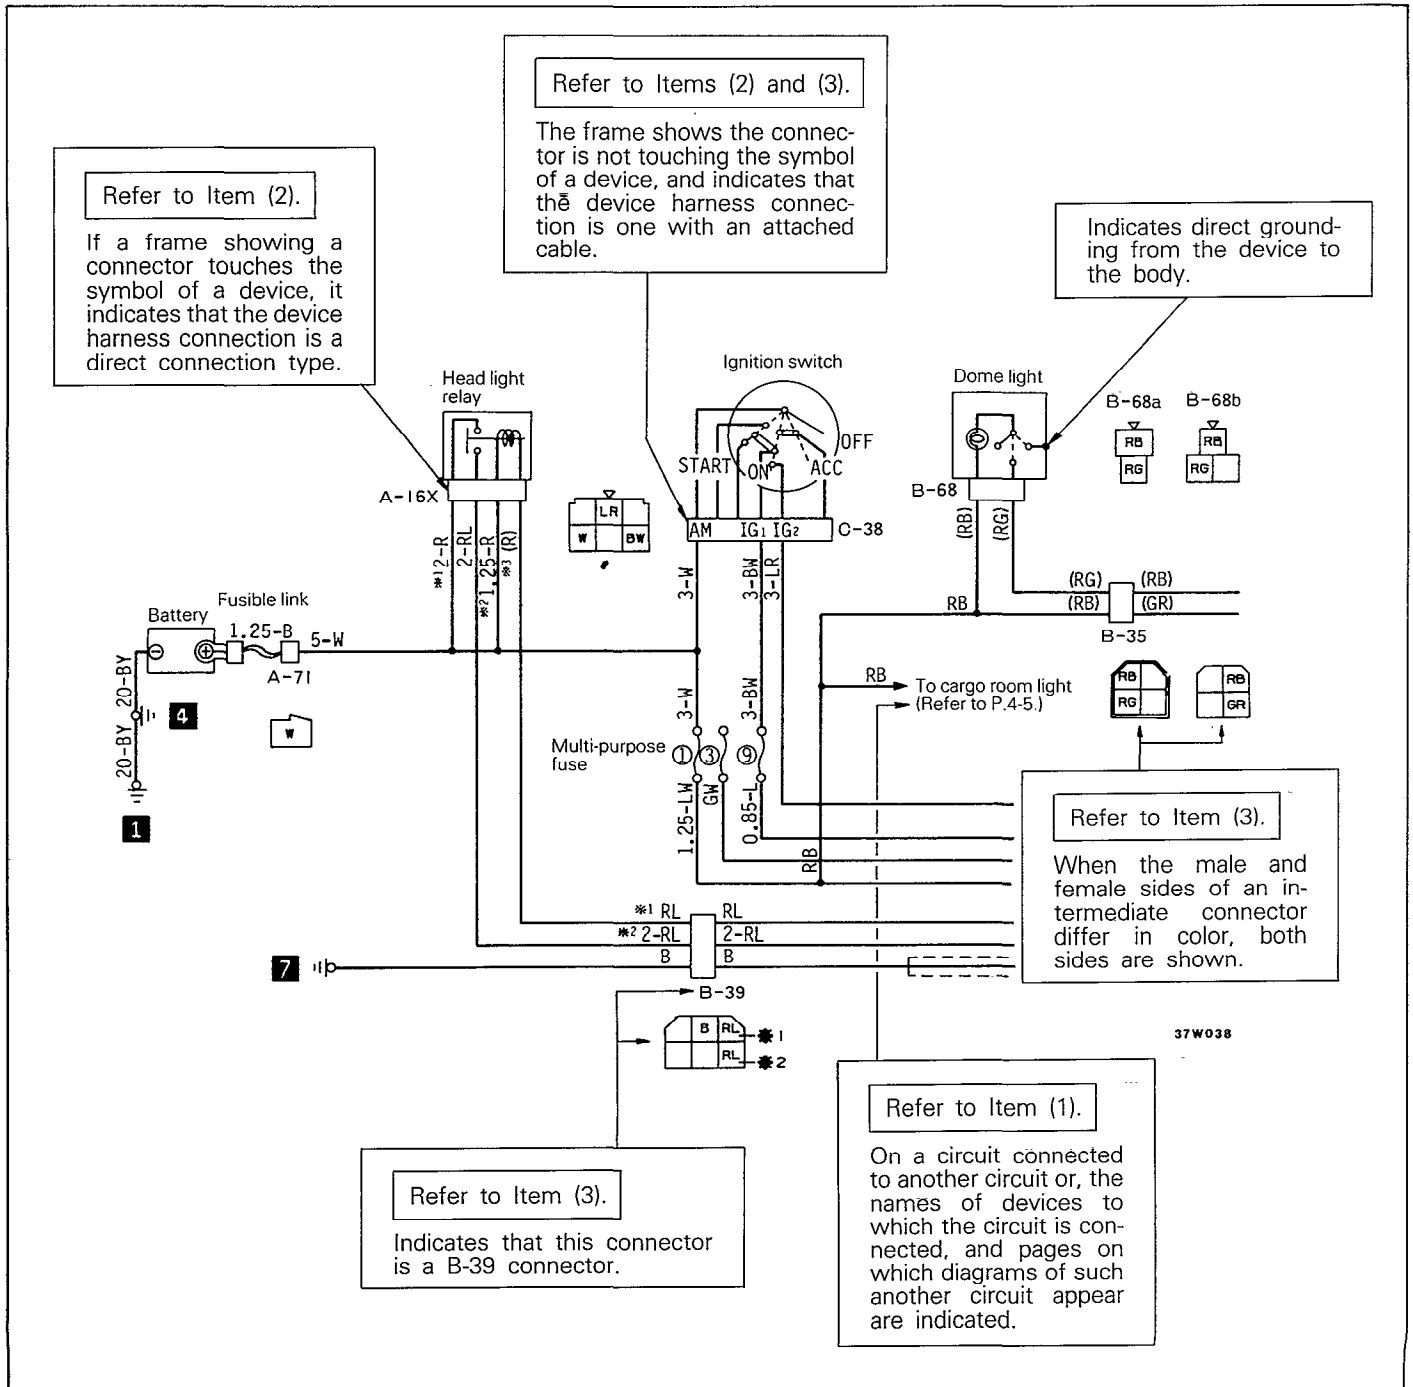 Refer to Items (2) and (3).
The frame shows the connec-
tor is not touching the symbol
of a device, and indicates that
the device harness connec-
tion is one with an attached
cable.
Refer to Item (2).
If a frame showing a
connector touches the
symbol of a device, it
indicates that the device
harness connection is a
direct connection type.
Indicates direct ground-
ing from the device to
the body.
Head light
relay
Ignition switch
Dome light
B-68a
B-68b
RB
RG
RB
RG
OFF
START
ON
ACC
A-16X
LR
W
BW
AM
IG1
IG2
C-38
B-68
(RB)
(RG)
※1 2-R
2-RL
※2 1.25-R
※3 (R)
3-W
3-BW
3-LR
(RG)
(RB)
RB
(RB)
(GR)
B-35
Battery
Fusible link
1.25-B
5-W
A-71
20-BY
20-BY
4
W
1
RB
To cargo room light
(Refer to P.4-5.)
RB
RG
RB
GR
3-W
3-BW
Multi-purpose
fuse
①
③
⑨
1.25-LW
GW
0.85-L
RB
Refer to Item (3).
When the male and
female sides of an in-
termediate connector
differ in color, both
sides are shown.
※1 RL
RL
※2 2-RL
2-RL
7
B
B
B-39
B
RL
※1
RL
※2
37W038
Refer to Item (3).
Indicates that this connector
is a B-39 connector.
Refer to Item (1).
On a circuit connected
to another circuit or, the
names of devices to
which the circuit is con-
nected, and pages on
which diagrams of such
another circuit appear
are indicated.